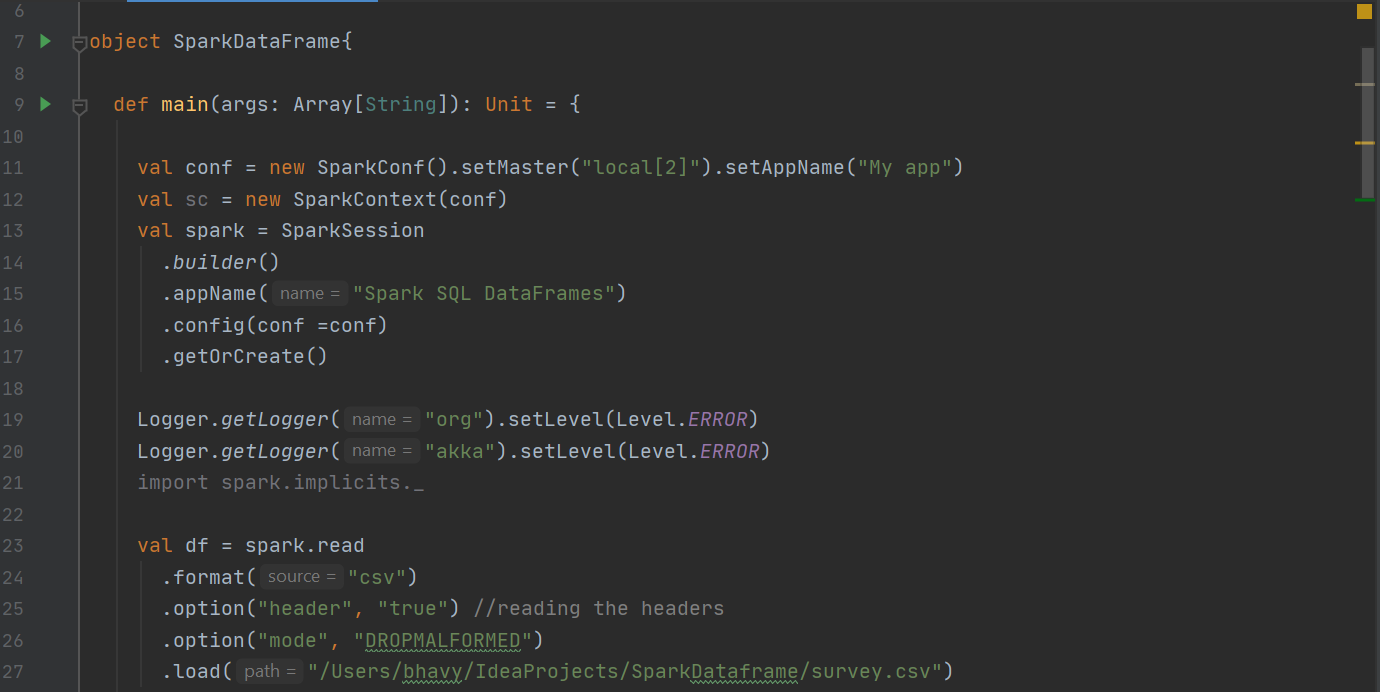 6
7 object SparkDataFrame{
8
9 def main(args: Array[String]): Unit = {
10
11 val conf = new SparkConf().setMaster("local[2]").setAppName("My app")
12 val sc = new SparkContext(conf)
13 val spark = SparkSession
14 .builder()
15 .appName( name = "Spark SQL DataFrames")
16 .config(conf =conf)
17 .getOrCreate()
18
19 Logger.getLogger( name = "org").setLevel(Level.ERROR)
20 Logger.getLogger( name = "akka").setLevel(Level.ERROR)
21 import spark.implicits._
22
23 val df = spark.read
24 .format( source = "csv")
25 .option("header", "true") //reading the headers
26 .option("mode", "DROPMALFORMED")
27 .load( path = "/Users/bhavy/IdeaProjects/SparkDataframe/survey.csv")